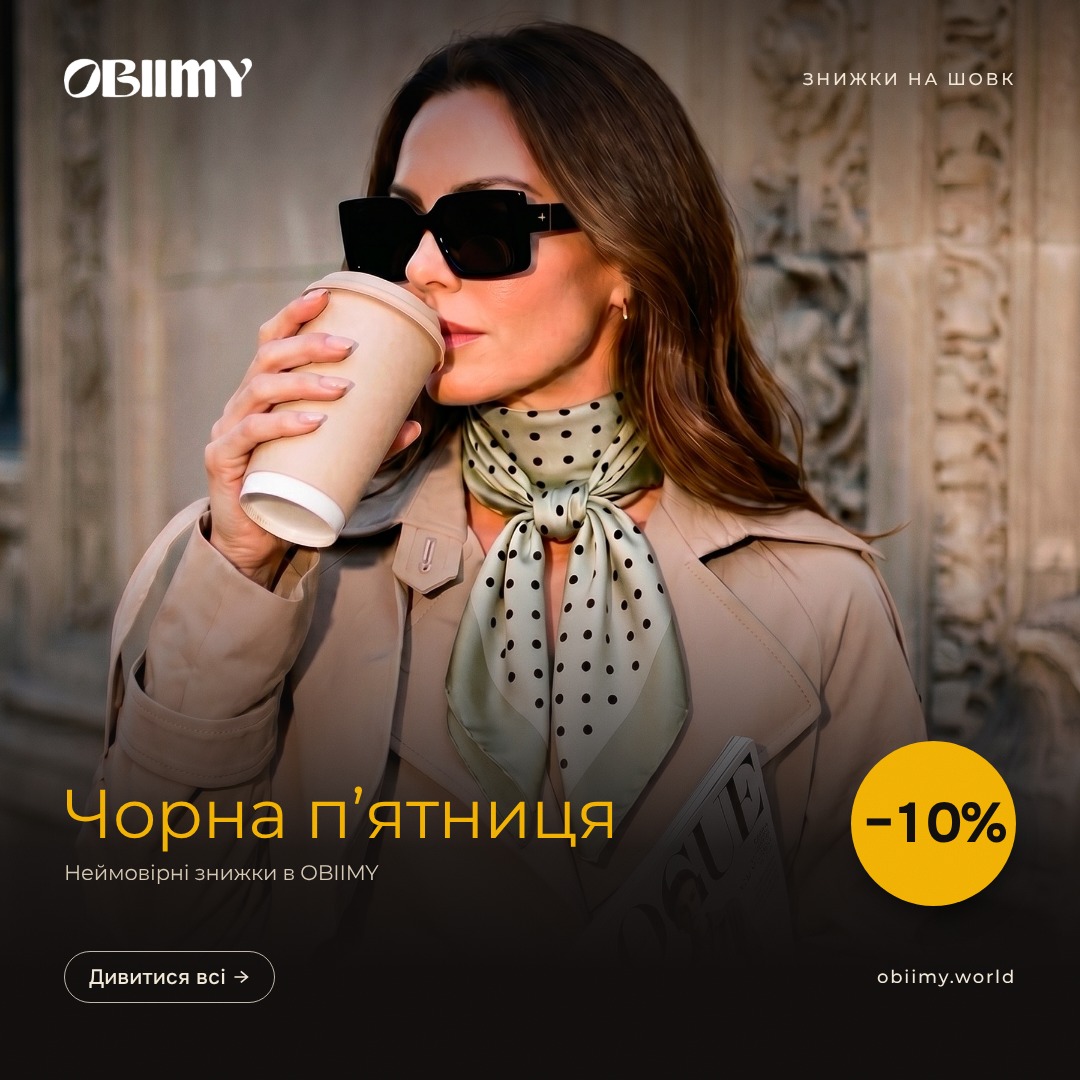 OBIIMY
ЗНИЖКИ НА ШОВК
Чорна п’ятниця
Неймовірні знижки в OBIIMY
-10%
Дивитися всі →
obiimy.world